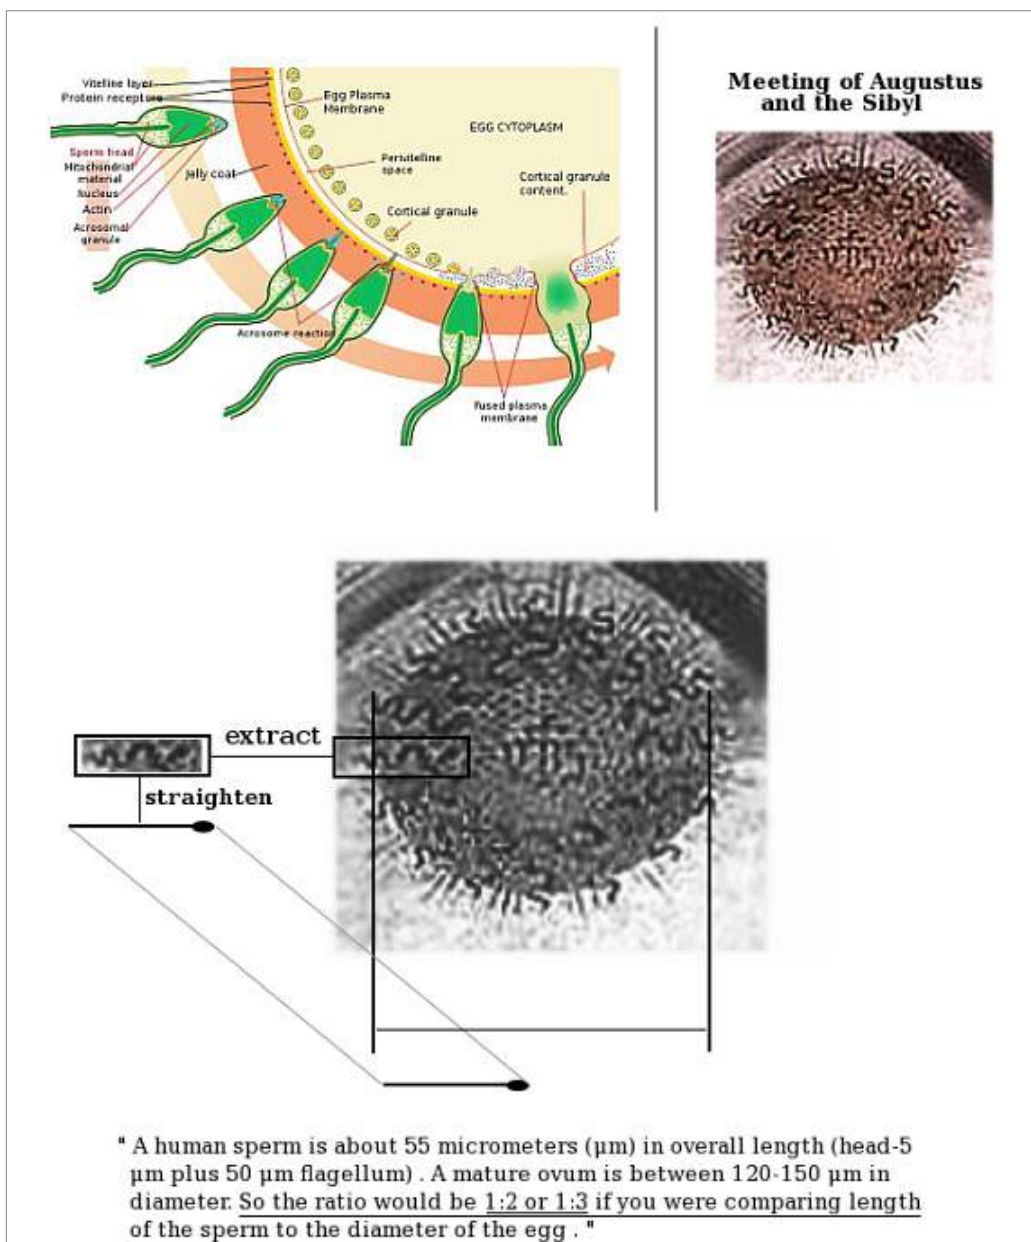 Vitelline layer
Protein receptors
Egg Plasma
Membrane
EGG CYTOPLASM
Sperm head
Mitochondrial
material
Nucleus
Actin
Acrosomal
granule
Jelly coat
Perivitelline
space
Cortical granule
Cortical granule
content.
Acrosome reaction
Fused plasma
membrane
Meeting of Augustus
and the Sibyl
extract
straighten
" A human sperm is about 55 micrometers (µm) in overall length (head-5
µm plus 50 µm flagellum) . A mature ovum is between 120-150 µm in
diameter. So the ratio would be 1:2 or 1:3 if you were comparing length
of the sperm to the diameter of the egg . "